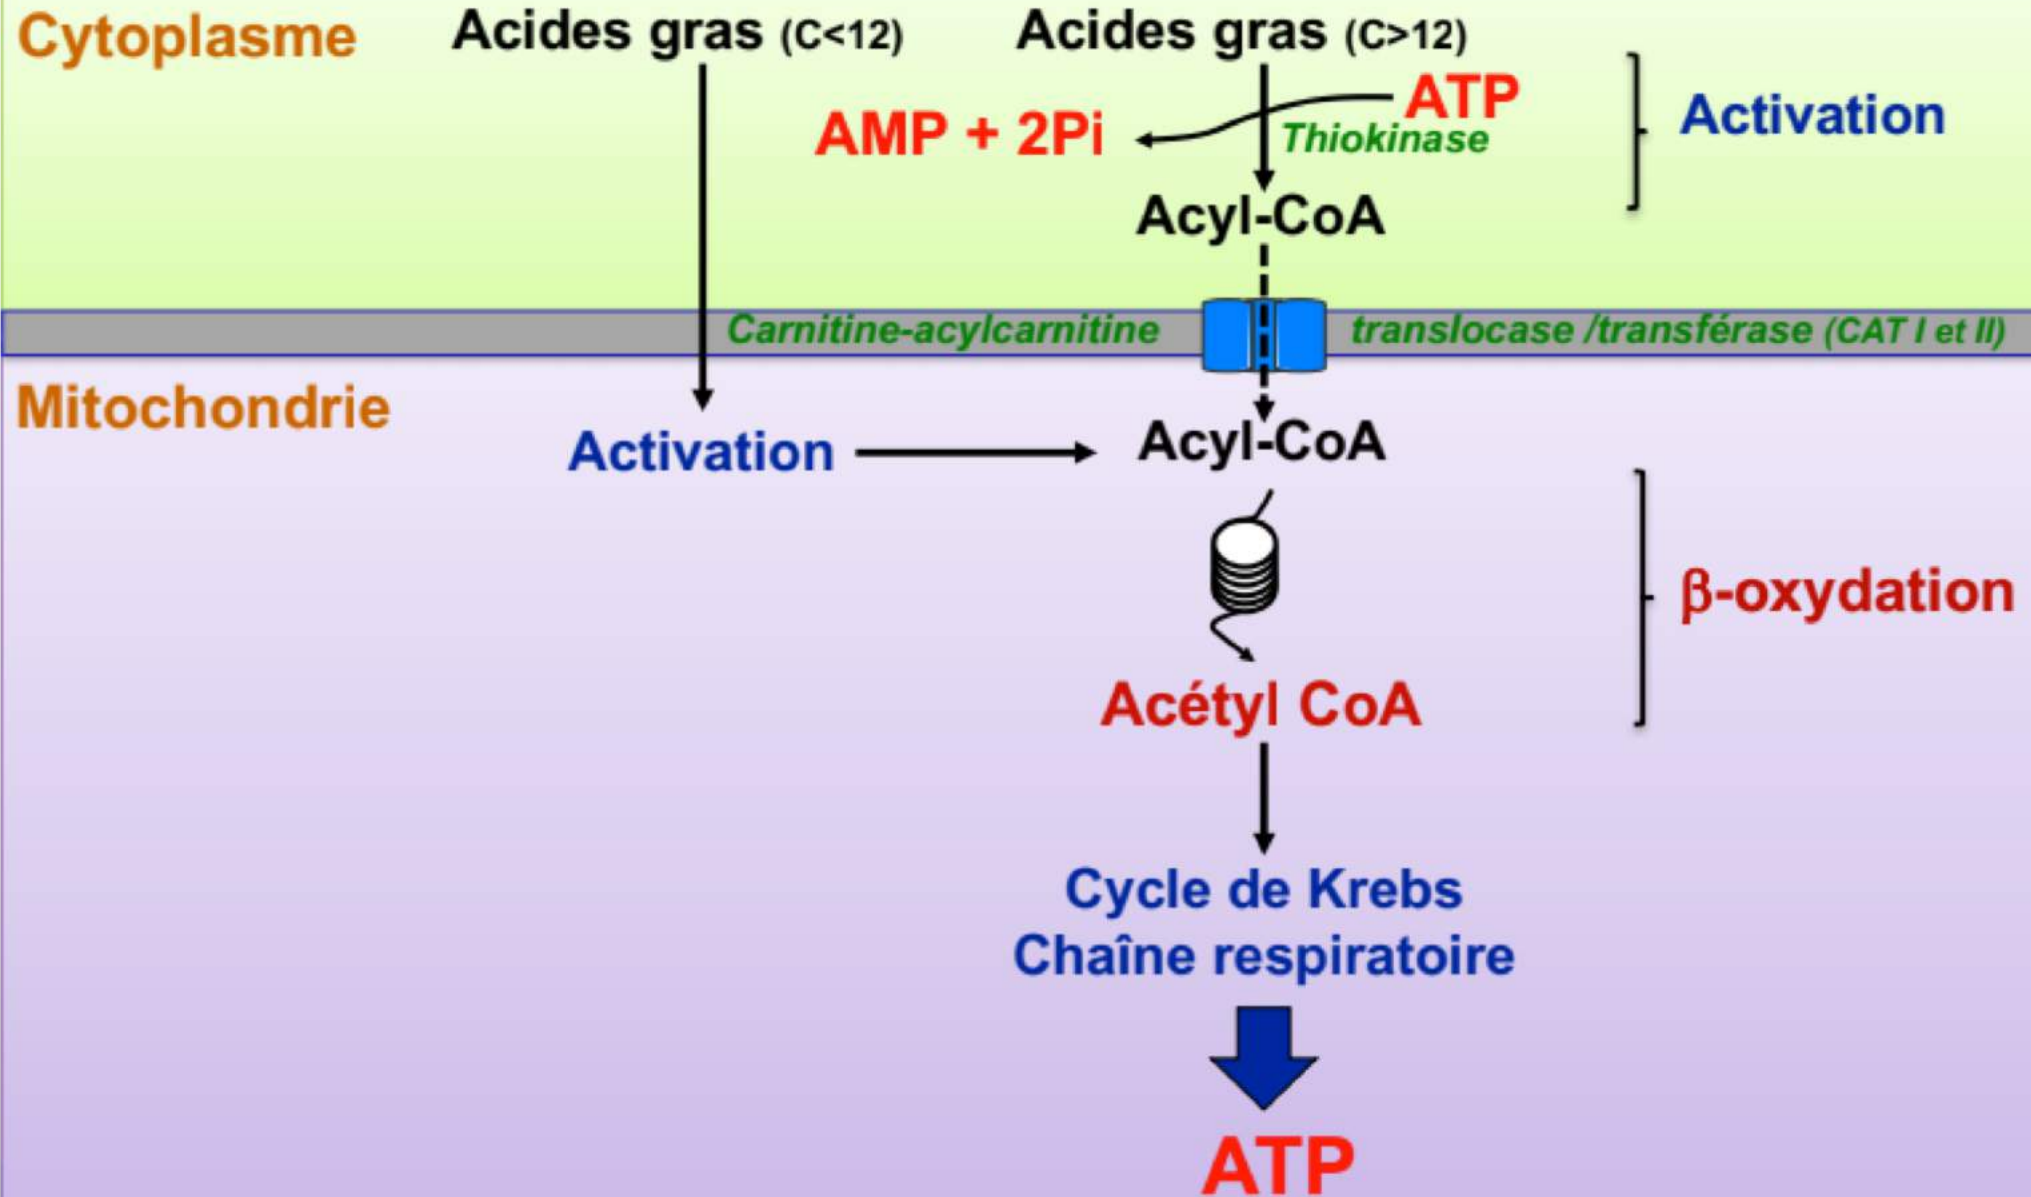 Cytoplasme
Acides gras (C<12)
Acides gras (C>12)
ATP
AMP + 2Pi
Thiokinase
Activation
Acyl-CoA
Carnitine-acylcarnitine
translocase /transférase (CAT I et II)
Mitochondrie
Activation
Acyl-CoA
β-oxydation
Acétyl CoA
Cycle de Krebs
Chaîne respiratoire
ATP